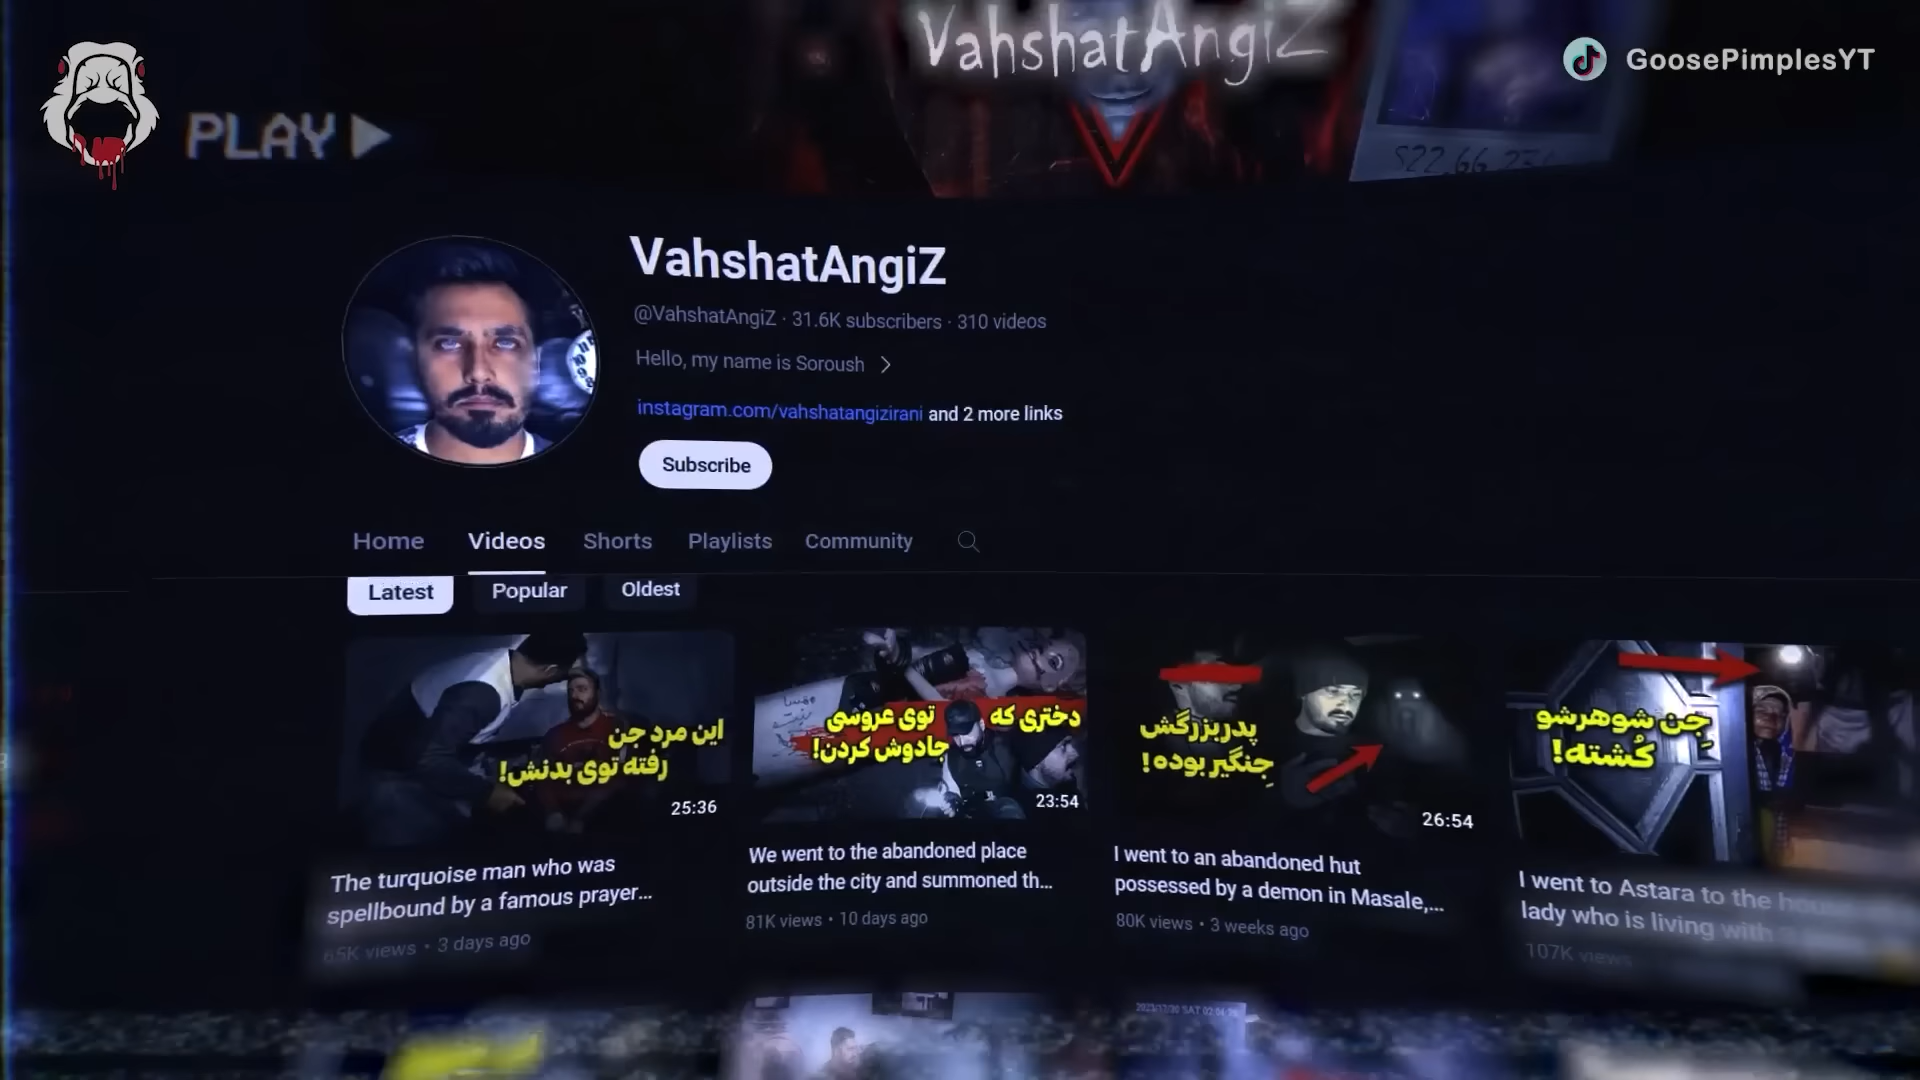 VahshatAngiZ
GoosePimplesYT
PLAY
VahshatAngiZ
@VahshatAngiZ · 31.6K subscribers · 310 videos
Hello, my name is Soroush >
instagram.com/vahshatangizirani and 2 more links
Subscribe
Home Videos Shorts Playlists Community
Latest Popular Oldest
این مرد جن
رفته توی بدنش!
25:36
دختری که توی عروسی
جادوش کردن!
23:54
پدربزرگش
جِنگیر بوده!
26:54
جِن شوهرشو
کُشته!
The turquoise man who was
spellbound by a famous prayer...
65K views • 3 days ago
We went to the abandoned place
outside the city and summoned th...
81K views • 10 days ago
I went to an abandoned hut
possessed by a demon in Masale,...
80K views • 3 weeks ago
I went to Astara to the
lady who is living with
107K views